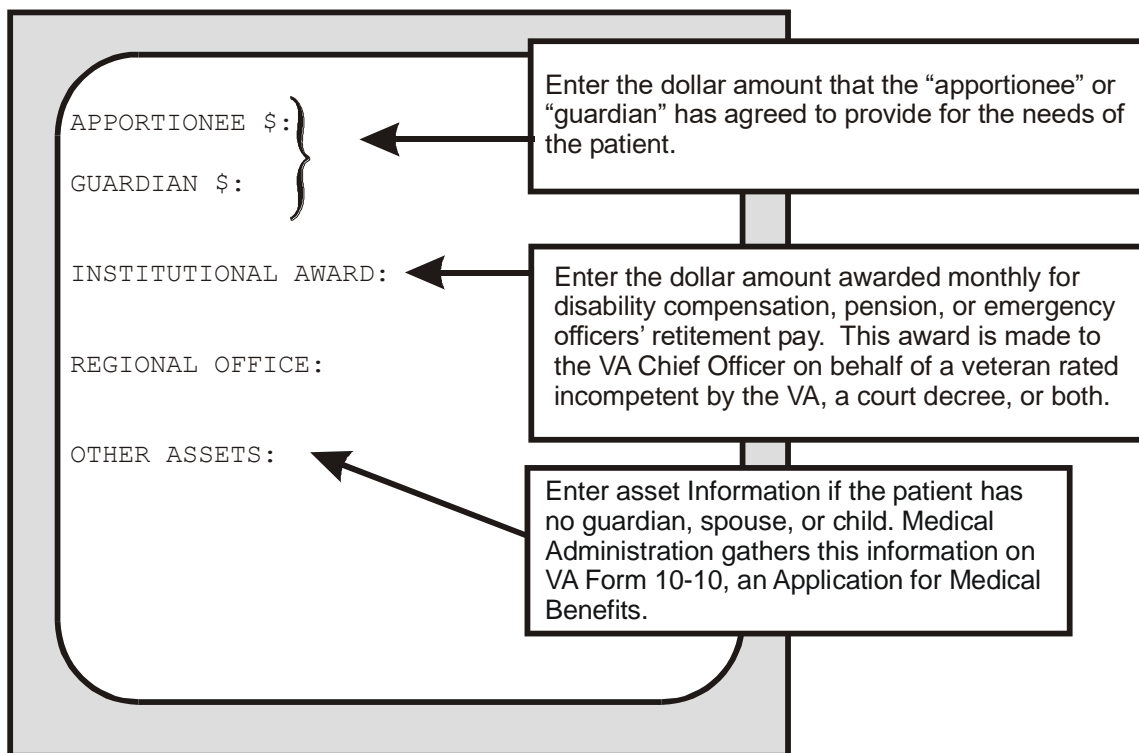 APPORTIONEE $:
GUARDIAN $:
Enter the dollar amount that the “apportionee” or
“guardian” has agreed to provide for the needs of
the patient.
INSTITUTIONAL AWARD:
Enter the dollar amount awarded monthly for
disability compensation, pension, or emergency
officers’ retitement pay.  This award is made to
the VA Chief Officer on behalf of a veteran rated
incompetent by the VA, a court decree, or both.
REGIONAL OFFICE:
OTHER ASSETS:
Enter asset Information if the patient has
no guardian, spouse, or child. Medical
Administration gathers this information on
VA Form 10-10, an Application for Medical
Benefits.